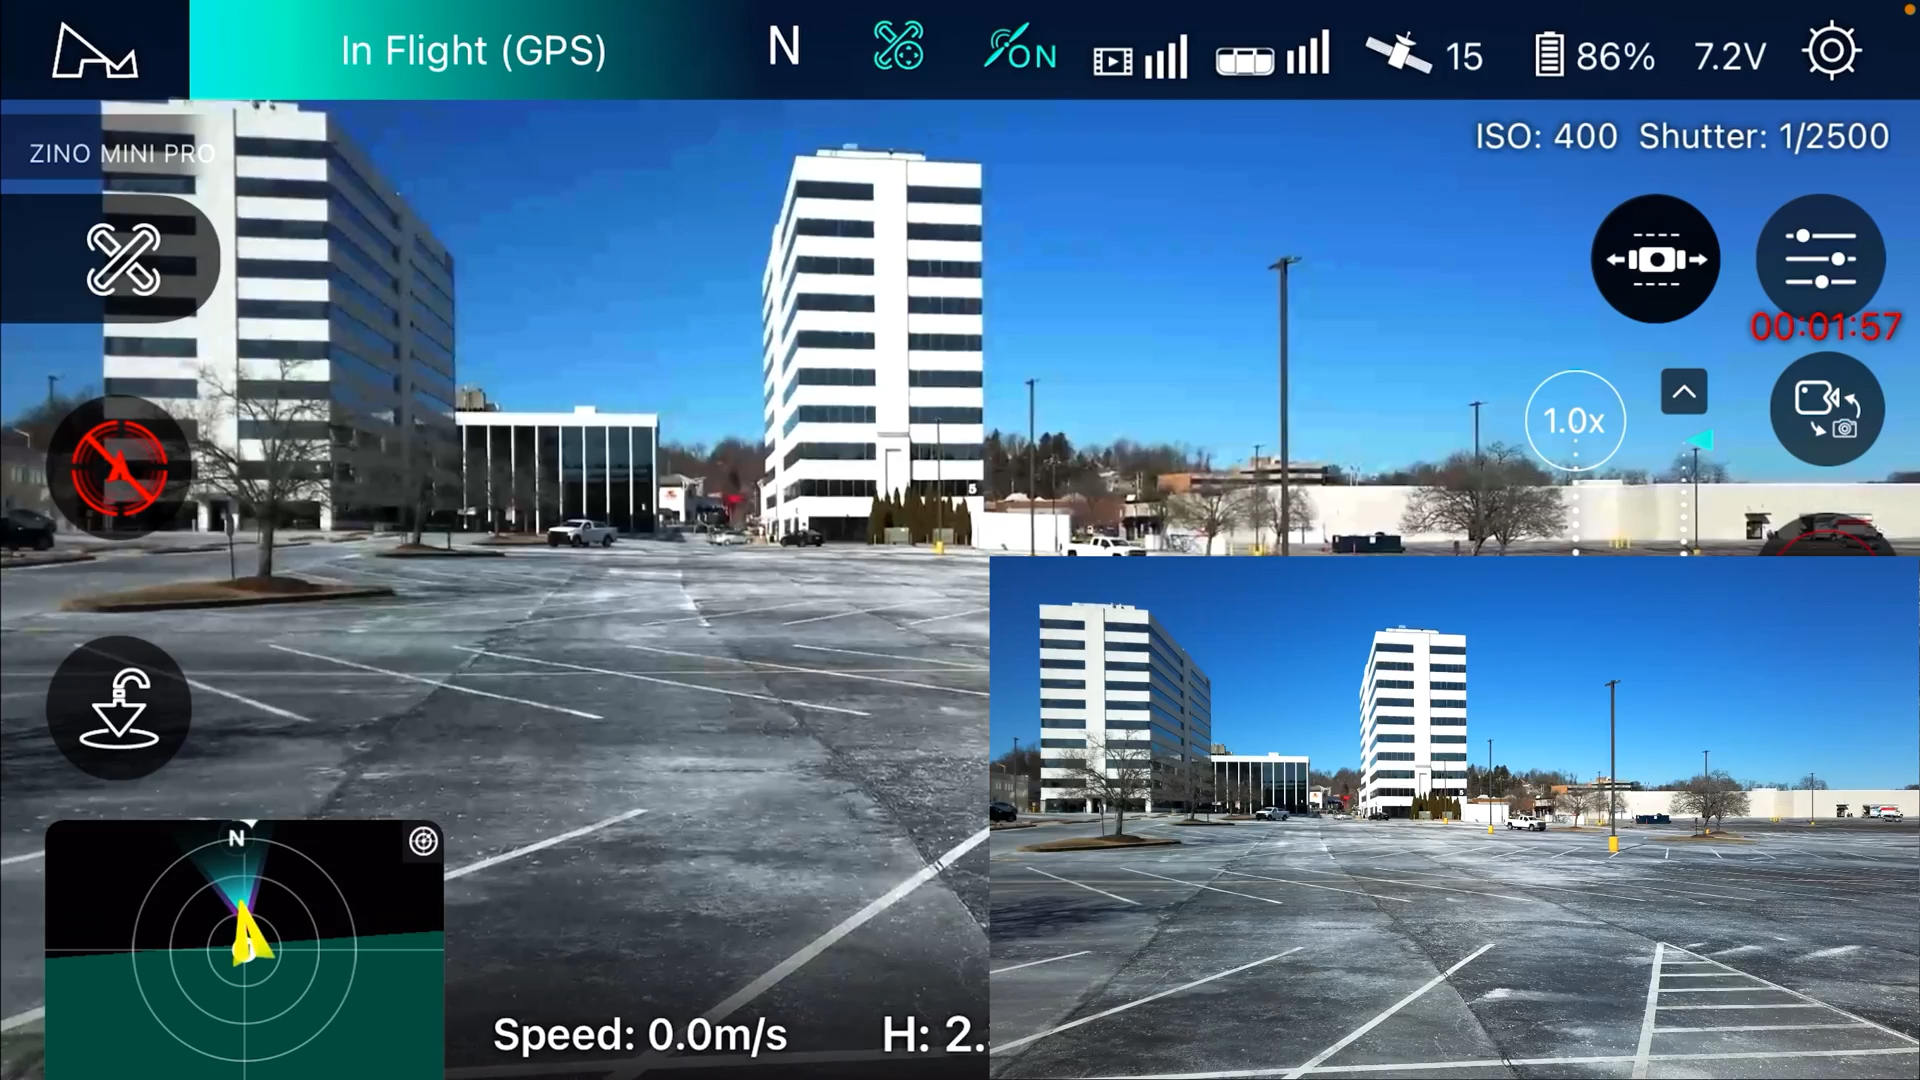 In Flight (GPS)
N
ON
15
86%
7.2V
ZINO MINI PRO
ISO: 400 Shutter: 1/2500
00:01:57
1.0x
5
N
Speed: 0.0m/s
H: 2.